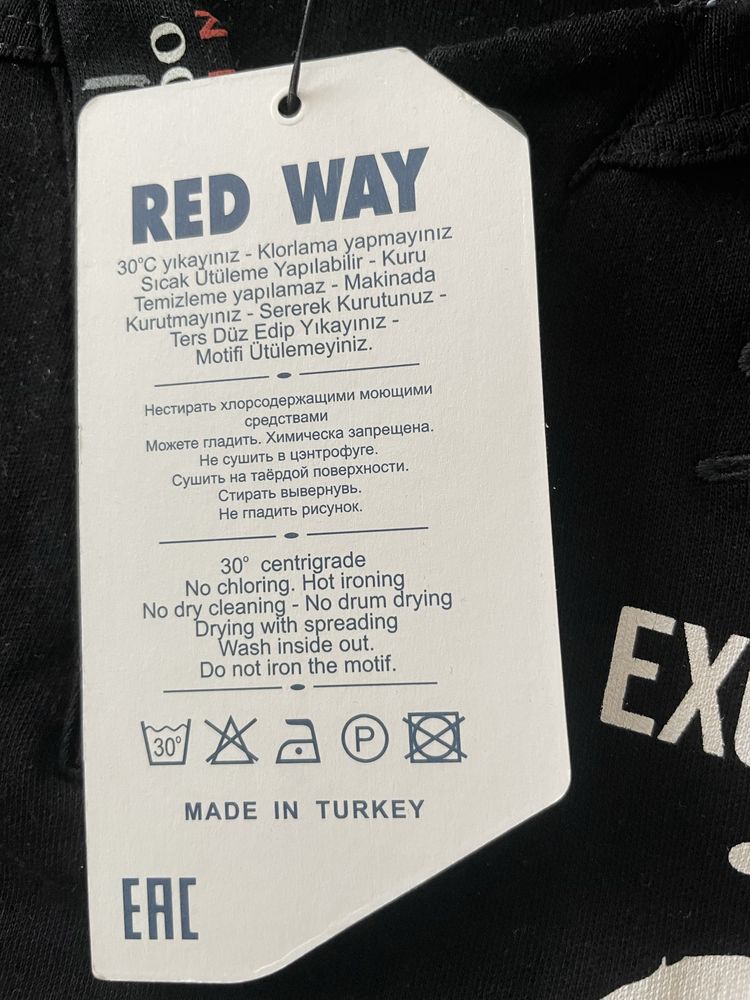 RED WAY
30°C yıkayınız - Klorlama yapmayınız
Sıcak Ütüleme Yapılabilir - Kuru
Temizleme yapılamaz - Makinada
Kurutmayınız - Sererek Kurutunuz -
Ters Düz Edip Yıkayınız -
Motifi Ütülemeyiniz.
Нестирать хлорсодержащими моющими
средствами
Можете гладить. Химическа запрещена.
Не сушить в цэнтрофуге.
Сушить на таёрдой поверхности.
Стирать вывернувь.
Не гпадить рисунок.
30° centrigrade
No chloring. Hot ironing
No dry cleaning - No drum drying
Drying with spreading
Wash inside out.
Do not iron the motif.
30° P
MADE IN TURKEY
EAC